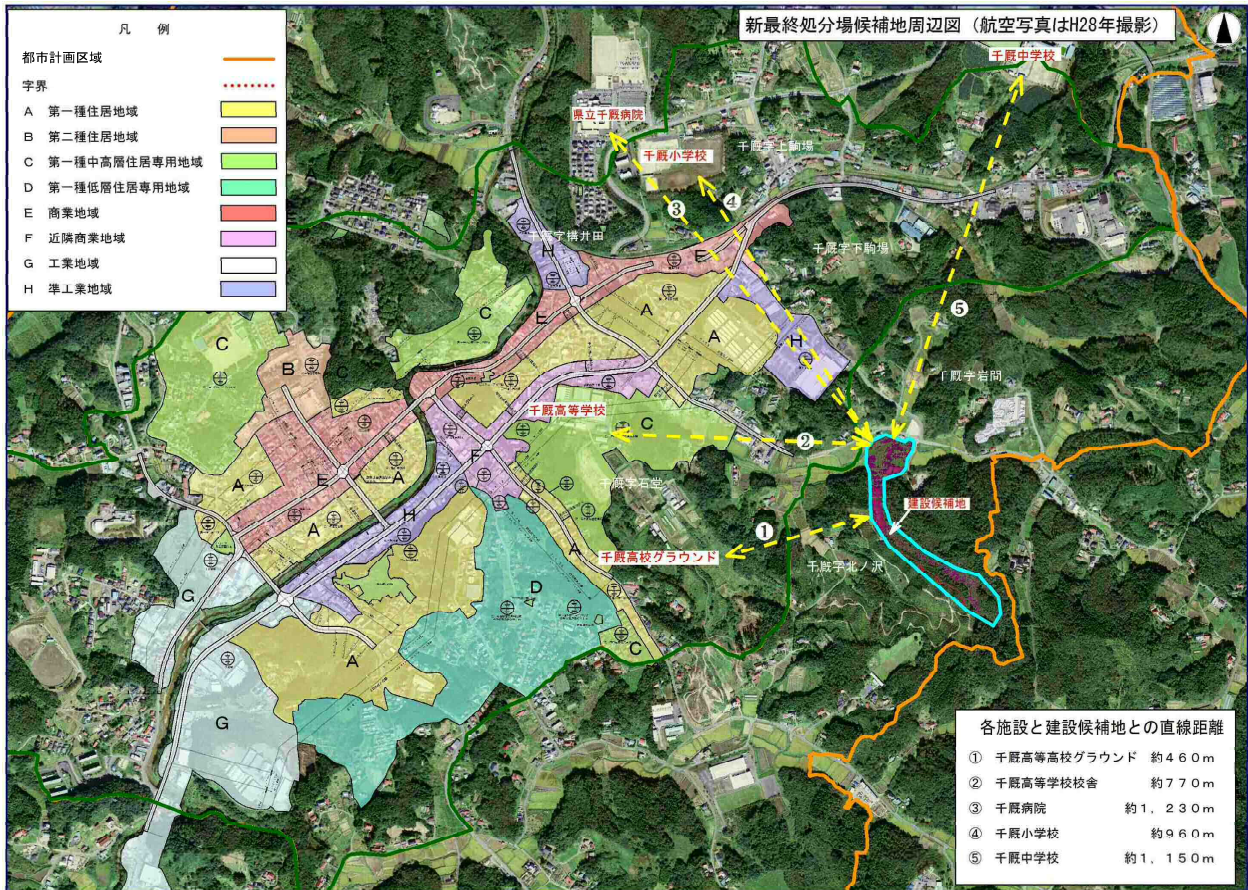 新最終処分場候補地周辺図（航空写真はH28年撮影）
凡　例
都市計画区域
字界
A　第一種住居地域
B　第二種住居地域
C　第一種中高層住居専用地域
D　第一種低層住居専用地域
E　商業地域
F　近隣商業地域
G　工業地域
H　準工業地域
千厩中学校
県立千厩病院
千厩小学校
千厩字上駒場
③
④
千厩字横井田
千厩字下駒場
H
E
A
C
E
A
H
⑤
C
B
千厩字岩間
千厩高等学校
C
②
F
A
A
E
千厩字石堂
建設候補地
A
H
①
千厩高校グラウンド
A
千厩字北ノ沢
G
D
C
A
G
各施設と建設候補地との直線距離
①　千厩高等高校グラウンド　約４６０ｍ
②　千厩高等学校校舎　約７７０ｍ
③　千厩病院　約１，２３０ｍ
④　千厩小学校　約９６０ｍ
⑤　千厩中学校　約１，１５０ｍ